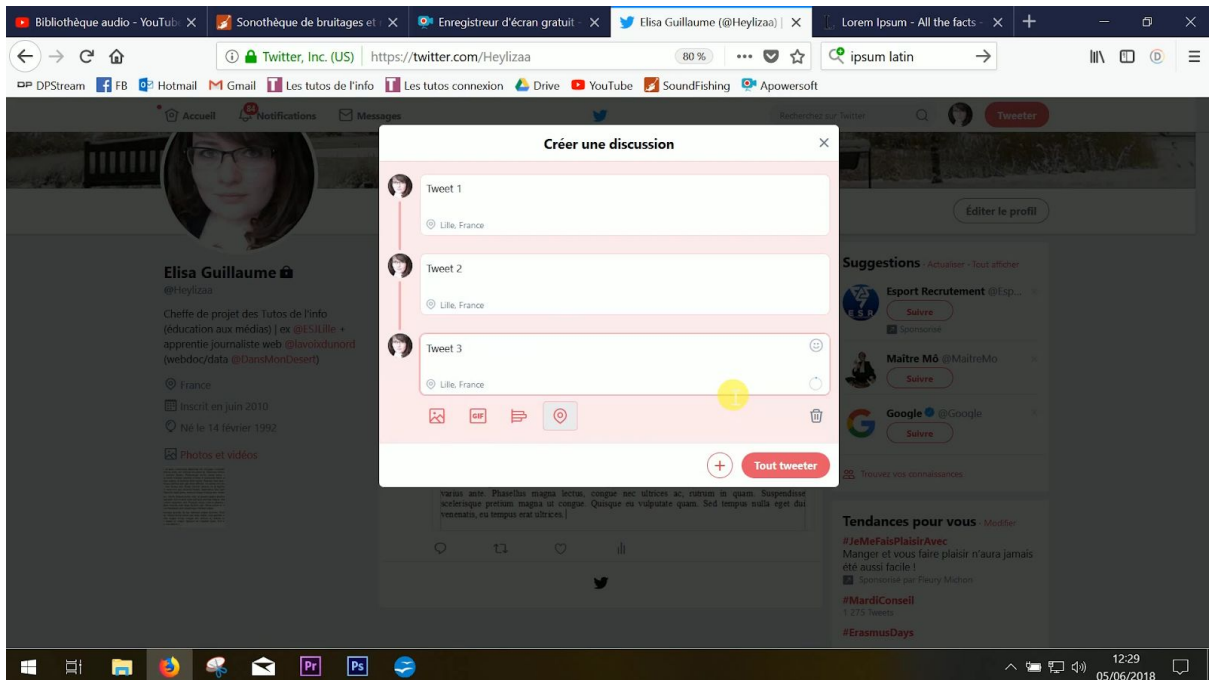 Bibliothèque audio - YouTub
Sonothèque de bruitages et
Enregistreur d'écran gratuit -
Elisa Guillaume (@Heylizaa) |
Lorem Ipsum - All the facts -
Twitter, Inc. (US)
https://twitter.com/Heylizaa
80 %
ipsum latin
DP DPStream
FB
Hotmail
Gmail
Les tutos de l'info
Les tutos connexion
Drive
YouTube
SoundFishing
Apowersoft
Accueil
84
Notifications
Messages
Recherchez sur Twitter
Tweeter
Créer une discussion
Tweet 1
Lille, France
Tweet 2
Lille, France
Tweet 3
Lille, France
GIF
Tout tweeter
Éditer le profil
Elisa Guillaume
@Heylizaa
Cheffe de projet des Tutos de l'info
(éducation aux médias) | ex @ESJLille +
apprentie journaliste web @lavoixdunord
(webdoc/data @DansMonDesert)
France
Inscrit en juin 2010
Né le 14 février 1992
Photos et vidéos
varius ante. Phasellus magna lectus, congue nec ultrices ac, rutrum in quam. Suspendisse
scelerisque pretium magna ut congue. Quisque eu vulputate quam. Sed tempus nulla eget dui
venenatis, eu tempus erat ultrices.
Suggestions · Actualiser · Tout afficher
ESR
Esport Recrutement @Esp...
Suivre
Sponsorisé
Maître Mô @MaitreMo
Suivre
Google @Google
Suivre
Trouvez vos connaissances
Tendances pour vous · Modifier
#JeMeFaisPlaisirAvec
Manger et vous faire plaisir n'aura jamais
été aussi facile !
Sponsorisé par Fleury Michon
#MardiConseil
1 275 Tweets
#ErasmusDays
Pr
Ps
12:29
05/06/2018